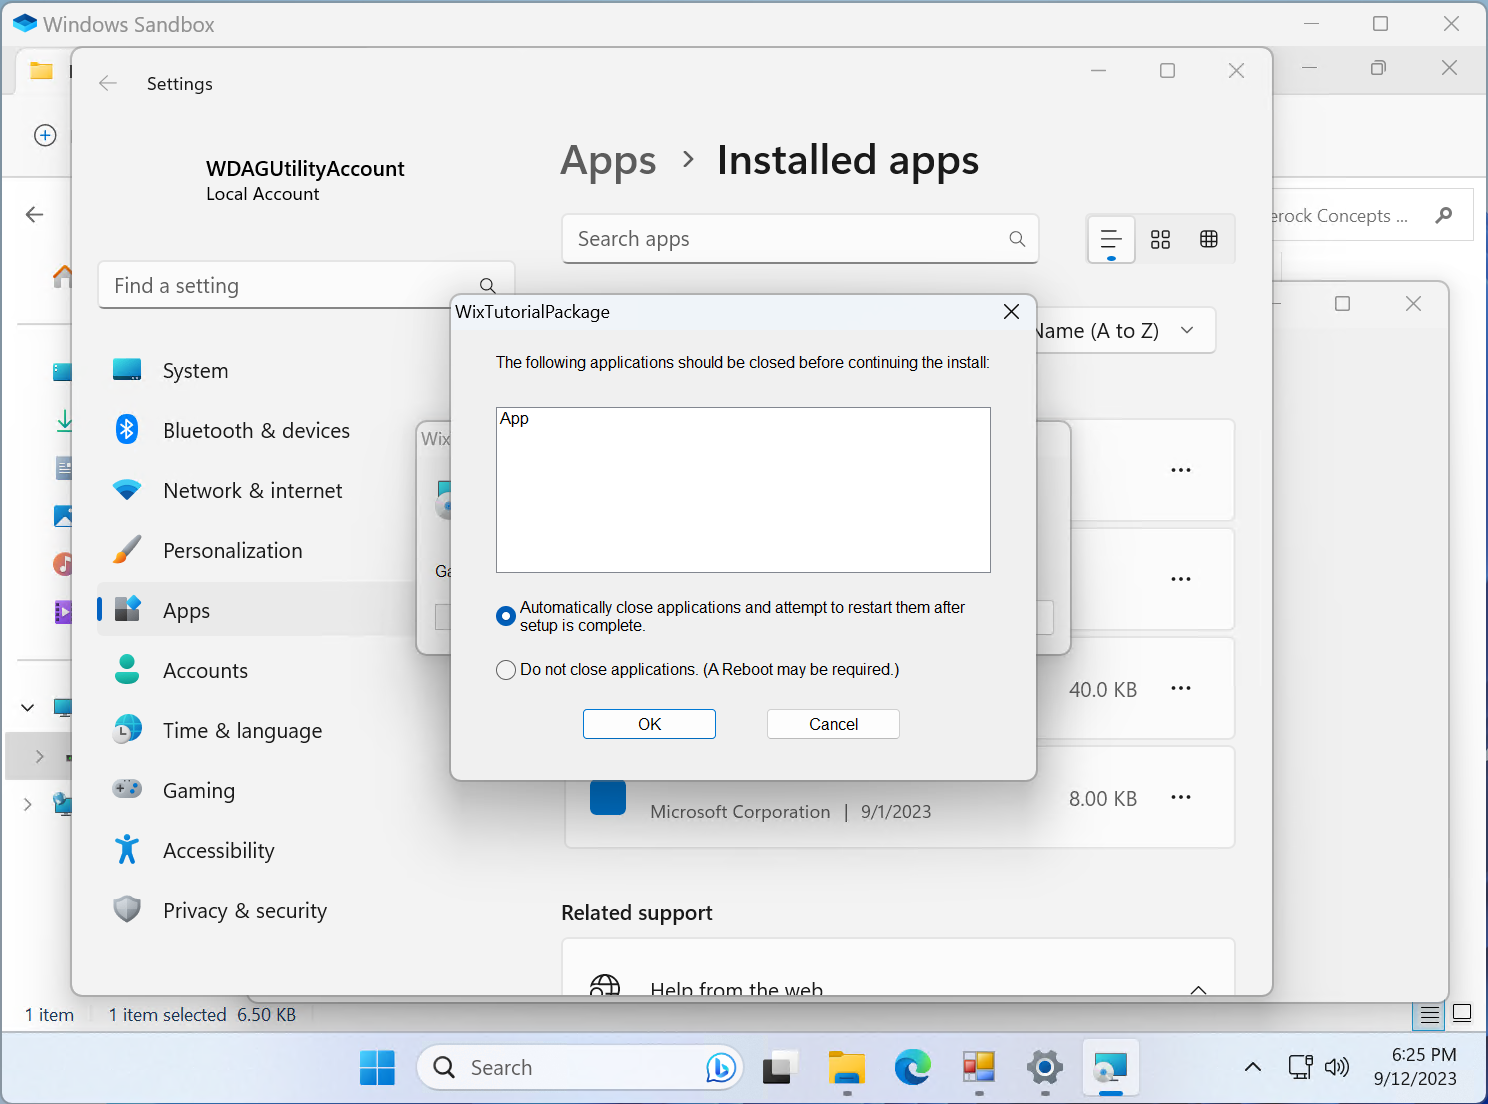 Windows Sandbox
Settings
WDAGUtilityAccount
Local Account
Find a setting
System
Bluetooth & devices
Network & internet
Personalization
Apps
Accounts
Time & language
Gaming
Accessibility
Privacy & security
Apps > Installed apps
Search apps
Concepts ...
(A to Z)
WixTutorialPackage
The following applications should be closed before continuing the install:
App
Automatically close applications and attempt to restart them after
setup is complete.
Do not close applications. (A Reboot may be required.)
OK
Cancel
40.0 KB
8.00 KB
Microsoft Corporation | 9/1/2023
Related support
Help from the web
1 item
1 item selected 6.50 KB
Search
6:25 PM
9/12/2023